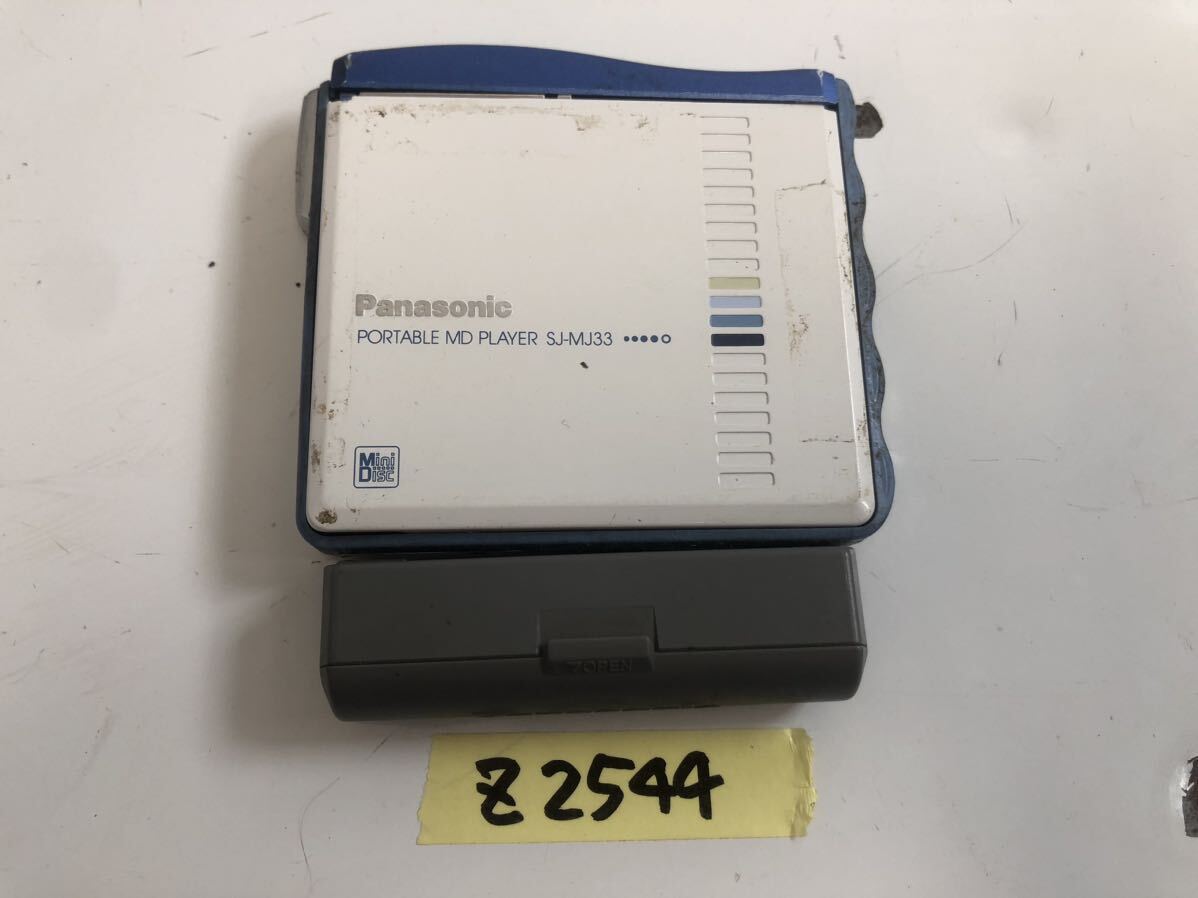 Panasonic
PORTABLE MD PLAYER SJ-MJ33
Mini
Disc
OPEN
Z2544